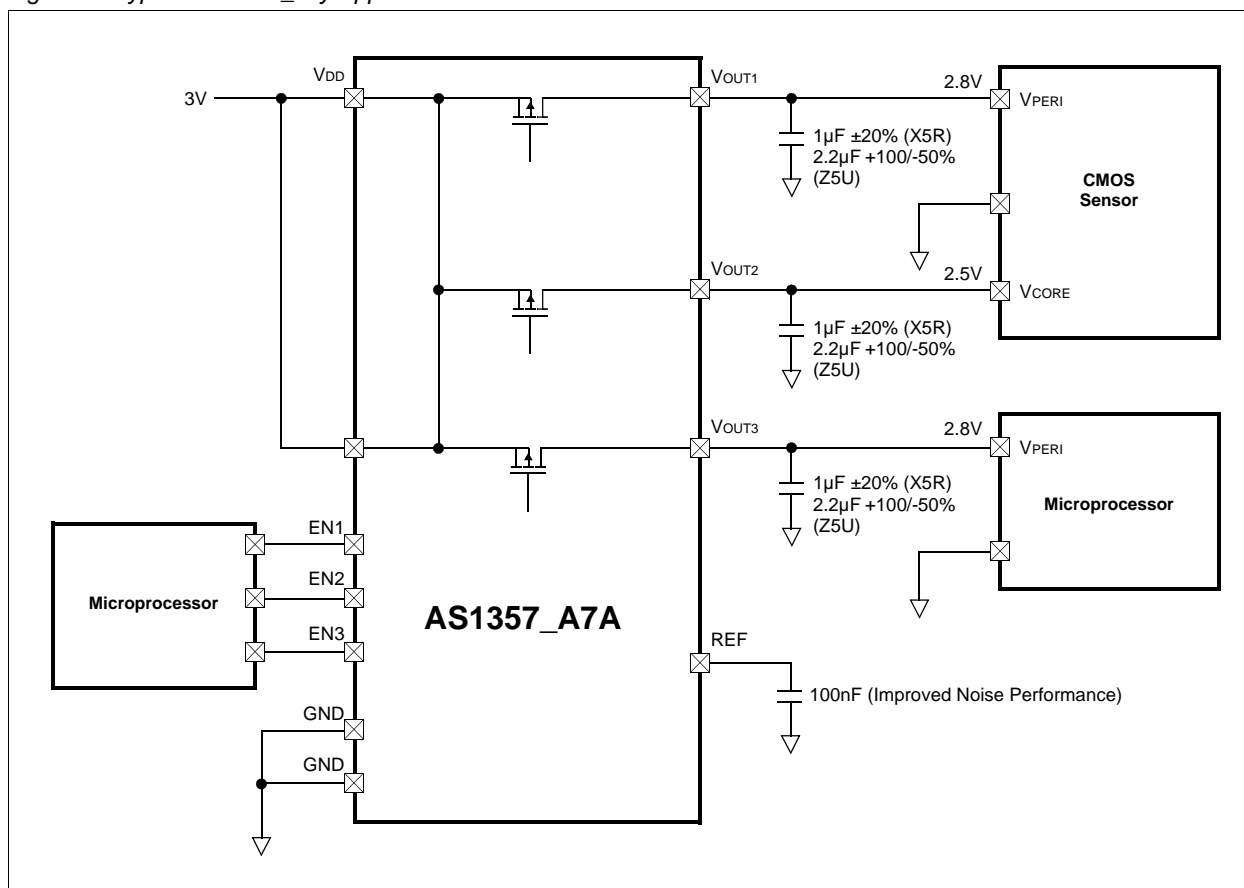 VDD
VOUT1
2.8V
3V
VPERI
1µF ±20% (X5R)
2.2µF +100/-50%
(Z5U)
CMOS
Sensor
VOUT2
2.5V
VCORE
1µF ±20% (X5R)
2.2µF +100/-50%
(Z5U)
VOUT3
2.8V
VPERI
1µF ±20% (X5R)
2.2µF +100/-50%
(Z5U)
Microprocessor
EN1
EN2
EN3
Microprocessor
AS1357_A7A
REF
100nF (Improved Noise Performance)
GND
GND